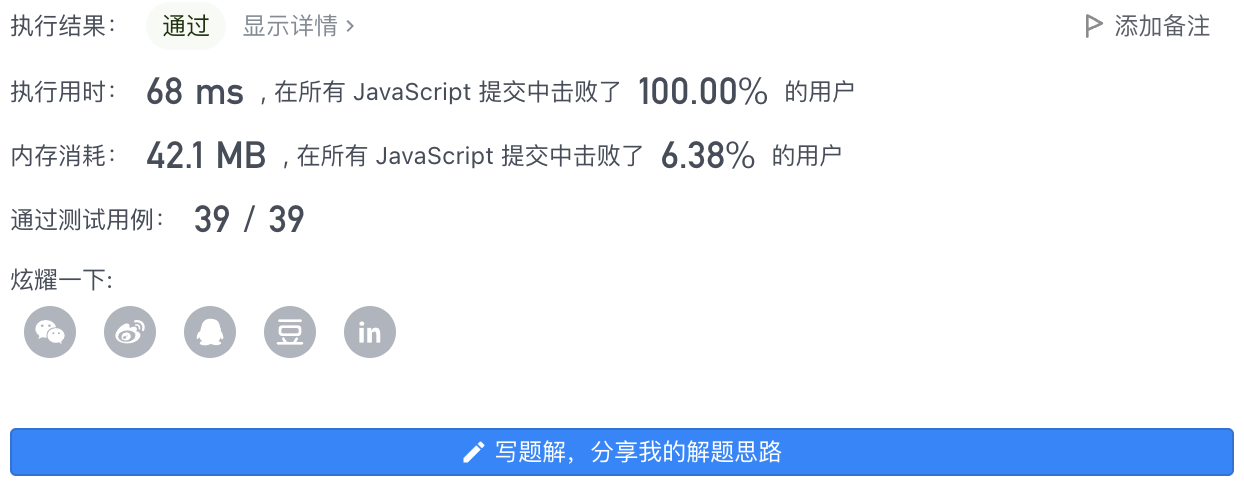 执行结果： 通过 显示详情 > 添加备注
执行用时： 68 ms , 在所有 JavaScript 提交中击败了 100.00% 的用户
内存消耗： 42.1 MB , 在所有 JavaScript 提交中击败了 6.38% 的用户
通过测试用例： 39 / 39
炫耀一下:
豆 in
写题解，分享我的解题思路